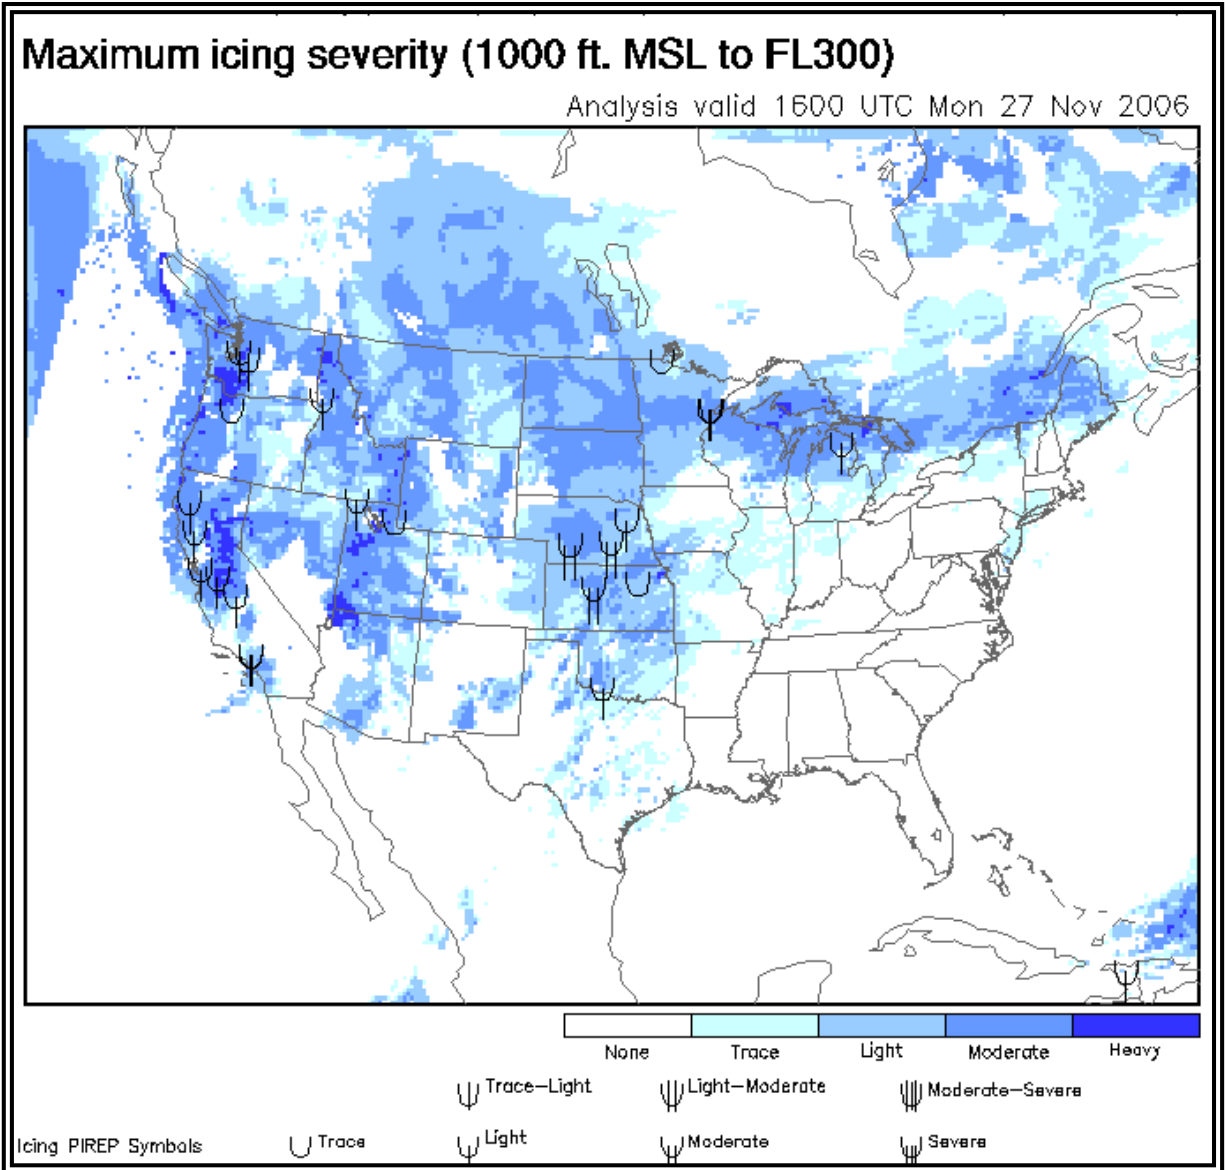 Maximum icing severity (1000 ft. MSL to FL300)
Analysis valid 1600 UTC Mon 27 Nov 2006
None Trace Light Moderate Heavy
Trace-Light Light-Moderate Moderate-Severe
Icing PIREP Symbols Trace Light Moderate Severe